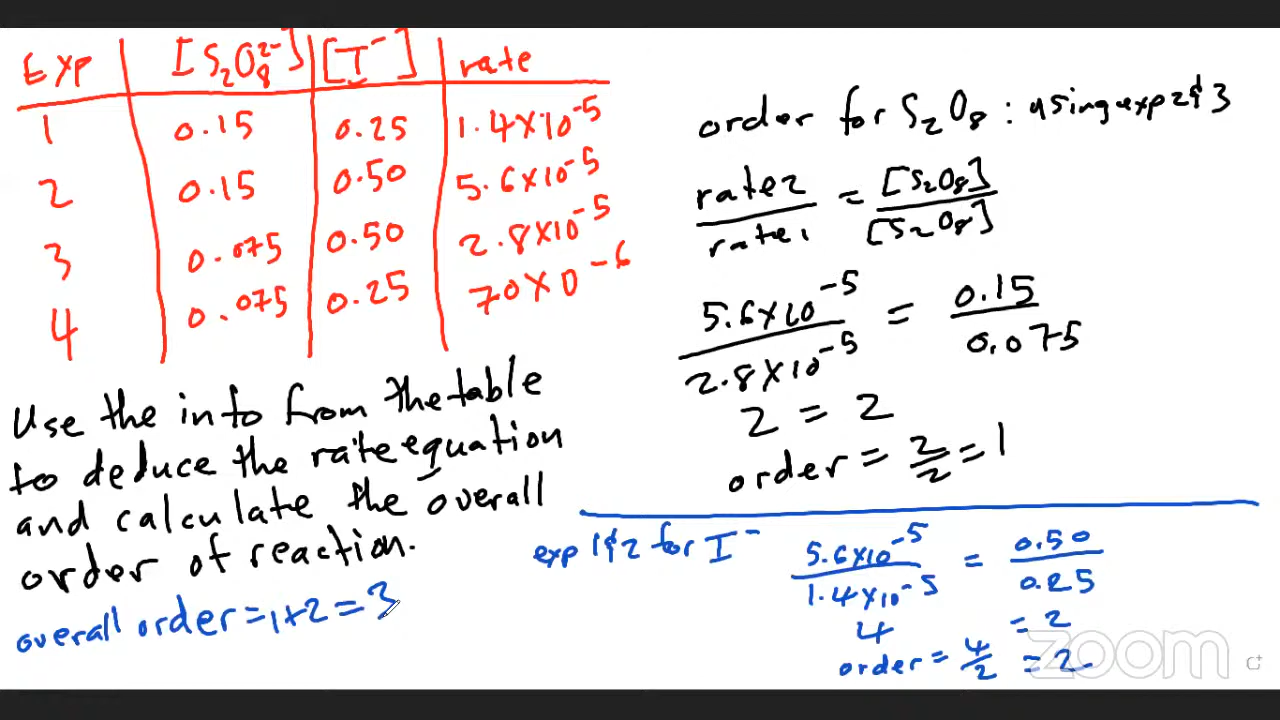 Exp [S₂O₈²⁻] [I⁻] rate
1 0.15 0.25 1.4×10⁻⁵
2 0.15 0.50 5.6×10⁻⁵
3 0.075 0.50 2.8×10⁻⁵
4 0.075 0.25 70×0⁻⁶
Use the info from the table
to deduce the rate equation
and calculate the overall
order of reaction.
overall order = 1+2 = 3
order for S₂O₈ : using exp 2&3
rate2 / rate1 = [S₂O₈] / [S₂O₈]
5.6×10⁻⁵ / 2.8×10⁻⁵ = 0.15 / 0.075
2 = 2
order = 2/2 = 1
exp 1&2 for I⁻
5.6×10⁻⁵ / 1.4×10⁻⁵ = 0.50 / 0.25
4 = 2
order = 4/2 = 2
zoom